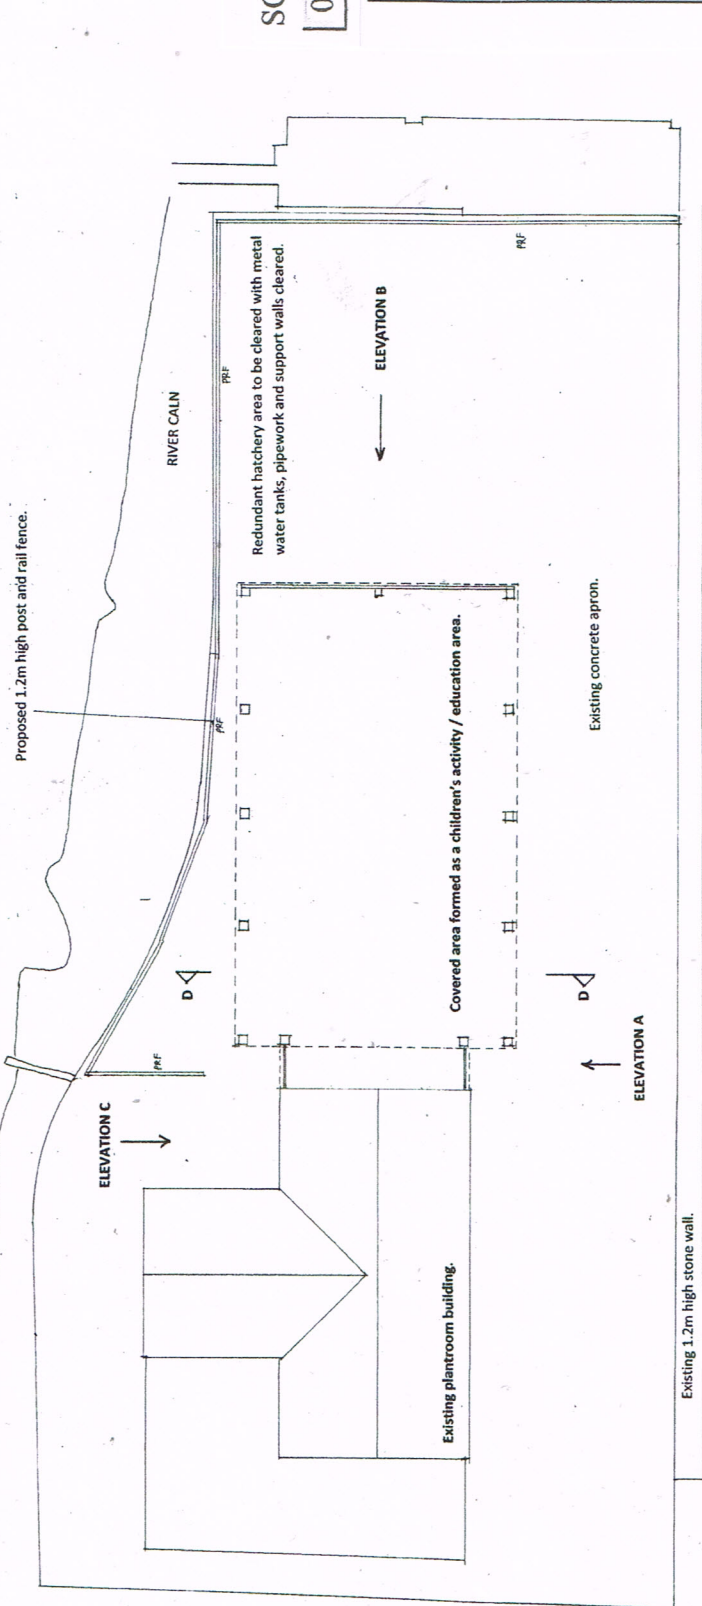 SC
0
Proposed 1.2m high post and rail fence.
RIVER CALN
PRF
PRF
PRF
PRF
Redundant hatchery area to be cleared with metal
water tanks, pipework and support walls cleared.
ELEVATION B
ELEVATION C
D
Covered area formed as a children's activity / education area.
D
Existing concrete apron.
ELEVATION A
Existing plantroom building.
Existing 1.2m high stone wall.